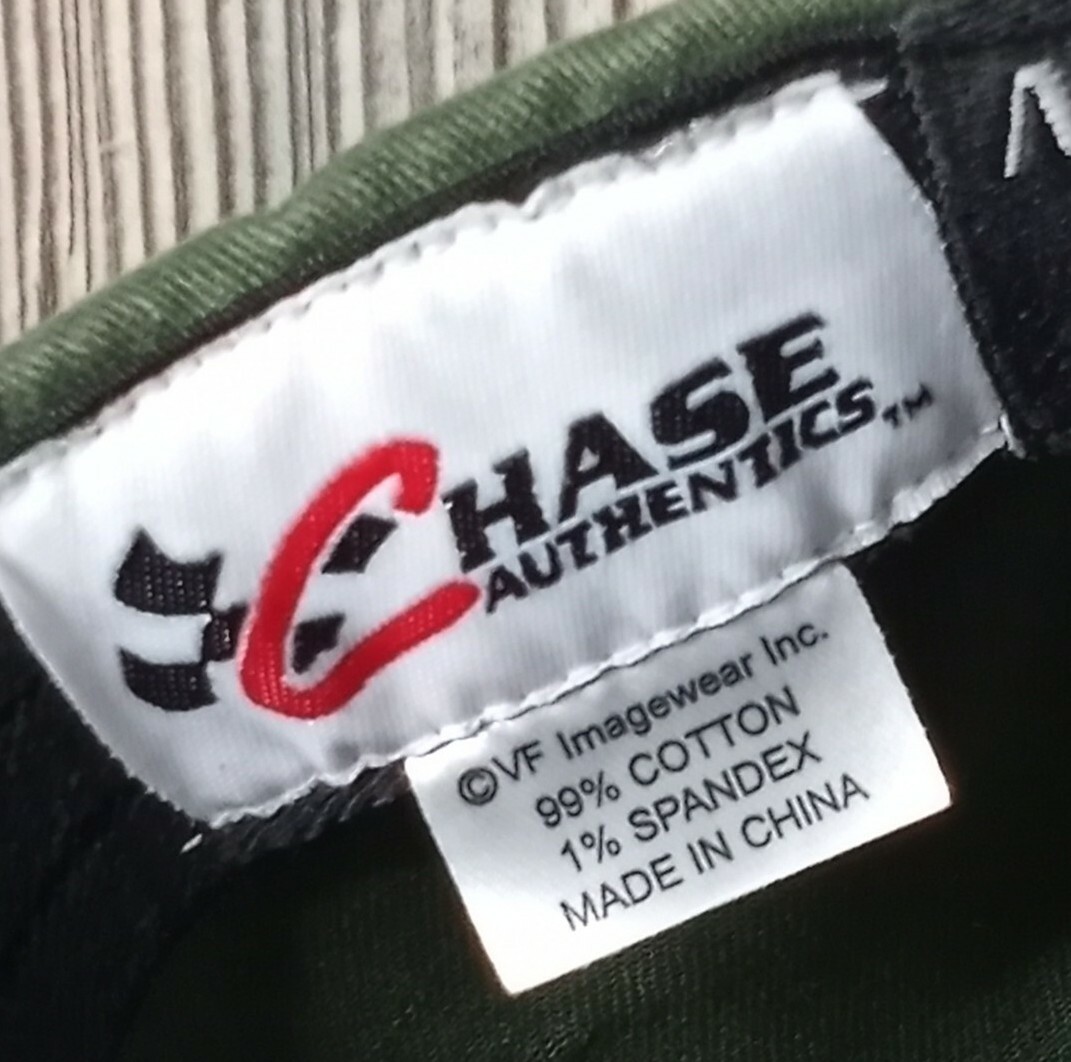 CHASE
AUTHENTICS™
©VF Imagewear Inc.
99% COTTON
1% SPANDEX
MADE IN CHINA